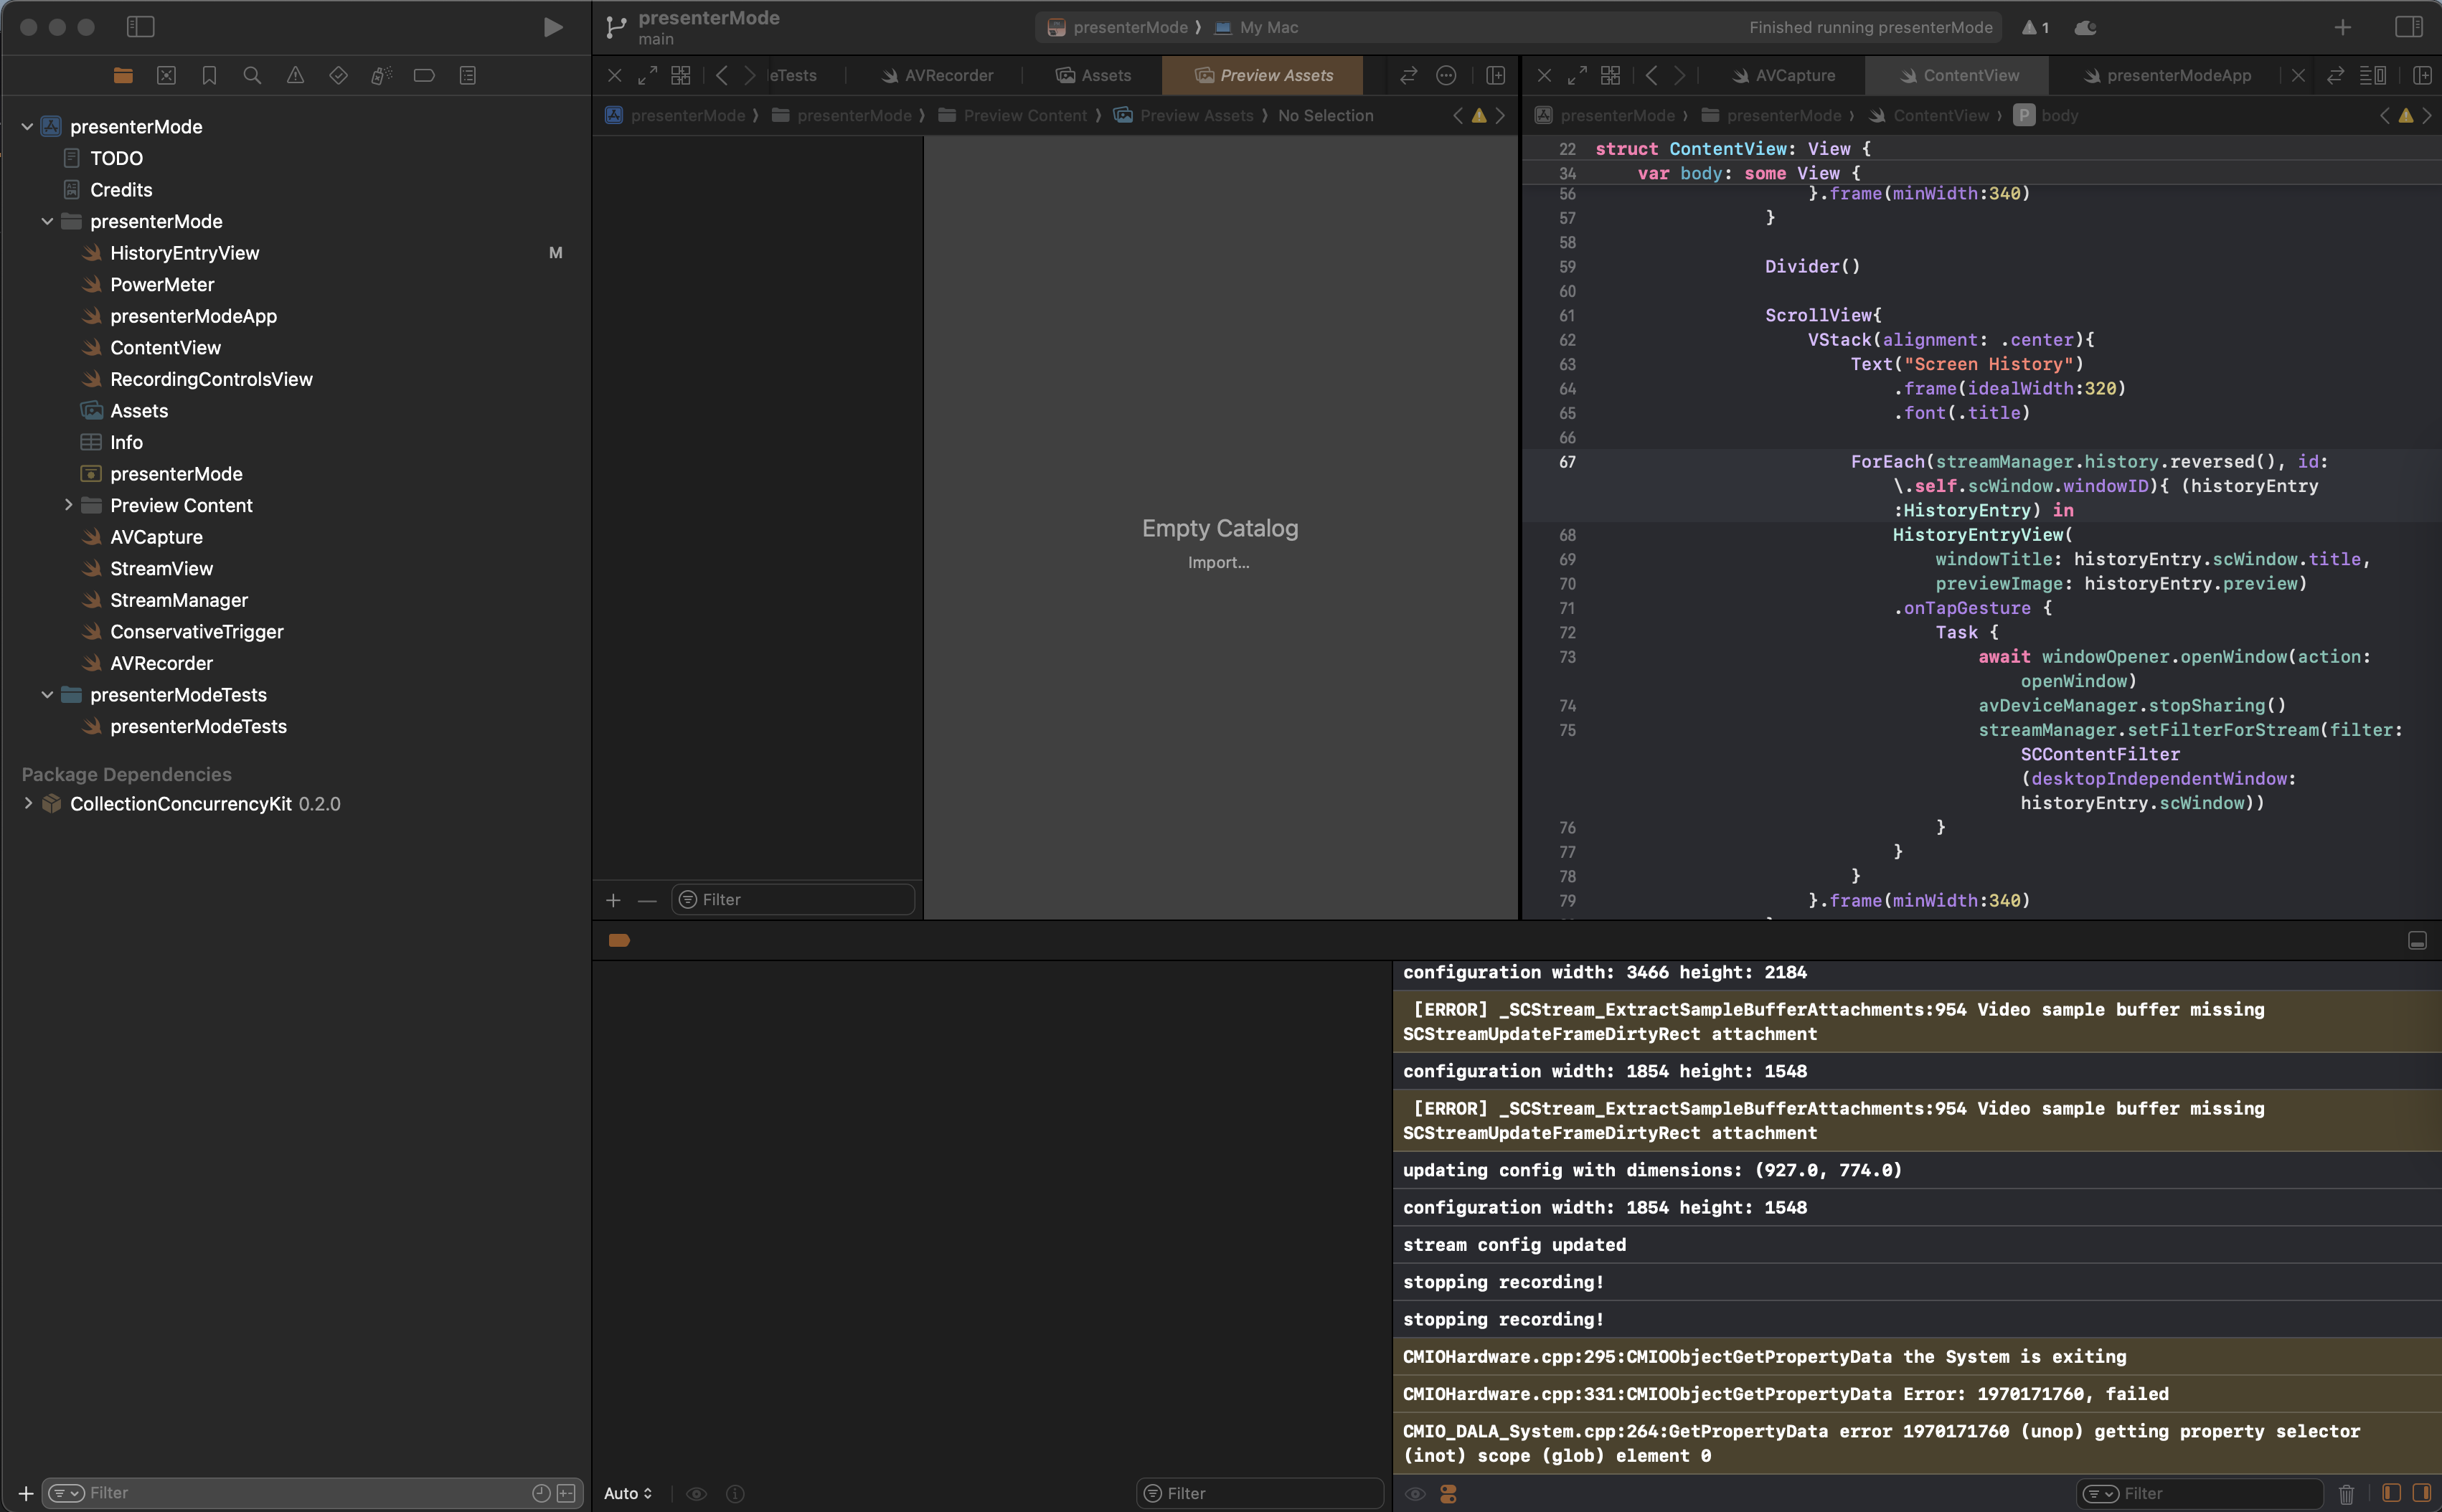 presenterMode
main
presenterMode ⟩ My Mac
Finished running presenterMode
1
presenterMode
TODO
Credits
presenterMode
HistoryEntryView M
PowerMeter
presenterModeApp
ContentView
RecordingControlsView
Assets
Info
presenterMode
Preview Content
AVCapture
StreamView
StreamManager
ConservativeTrigger
AVRecorder
presenterModeTests
presenterModeTests
Package Dependencies
CollectionConcurrencyKit 0.2.0
Filter
eTests AVRecorder Assets Preview Assets
presenterMode ⟩ presenterMode ⟩ Preview Content ⟩ Preview Assets ⟩ No Selection
Empty Catalog
Import...
Filter
AVCapture ContentView presenterModeApp
presenterMode ⟩ presenterMode ⟩ ContentView ⟩ P body
22 struct ContentView: View {
34 var body: some View {
56 }.frame(minWidth:340)
57 }
58
59 Divider()
60
61 ScrollView{
62 VStack(alignment: .center){
63 Text("Screen History")
64 .frame(idealWidth:320)
65 .font(.title)
66
67 ForEach(streamManager.history.reversed(), id:
\.self.scWindow.windowID){ (historyEntry
:HistoryEntry) in
68 HistoryEntryView(
69 windowTitle: historyEntry.scWindow.title,
70 previewImage: historyEntry.preview)
71 .onTapGesture {
72 Task {
73 await windowOpener.openWindow(action:
openWindow)
74 avDeviceManager.stopSharing()
75 streamManager.setFilterForStream(filter:
SCContentFilter
(desktopIndependentWindow:
historyEntry.scWindow))
76 }
77 }
78 }
79 }.frame(minWidth:340)
configuration width: 3466 height: 2184
[ERROR] _SCStream_ExtractSampleBufferAttachments:954 Video sample buffer missing
SCStreamUpdateFrameDirtyRect attachment
configuration width: 1854 height: 1548
[ERROR] _SCStream_ExtractSampleBufferAttachments:954 Video sample buffer missing
SCStreamUpdateFrameDirtyRect attachment
updating config with dimensions: (927.0, 774.0)
configuration width: 1854 height: 1548
stream config updated
stopping recording!
stopping recording!
CMIOHardware.cpp:295:CMIOObjectGetPropertyData the System is exiting
CMIOHardware.cpp:331:CMIOObjectGetPropertyData Error: 1970171760, failed
CMIO_DALA_System.cpp:264:GetPropertyData error 1970171760 (unop) getting property selector
(inot) scope (glob) element 0
Auto
Filter
Filter